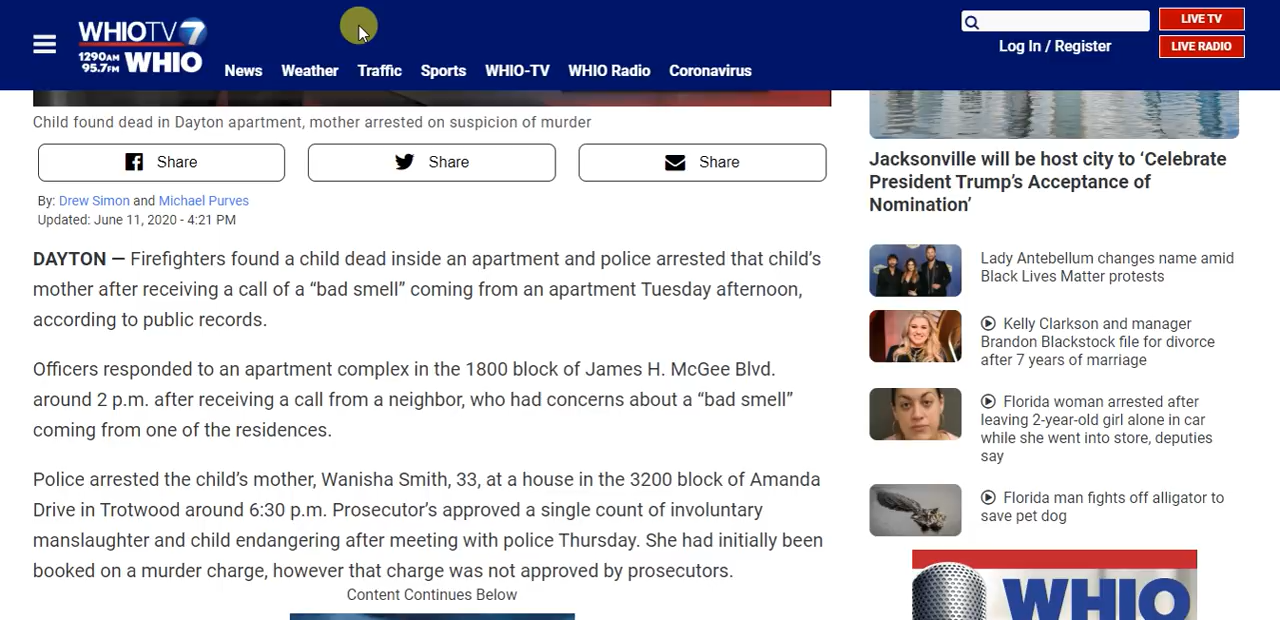 WHIO TV 7
1290AM
95.7FM WHIO
News Weather Traffic Sports WHIO-TV WHIO Radio Coronavirus
Log In / Register
LIVE TV
LIVE RADIO
Child found dead in Dayton apartment, mother arrested on suspicion of murder
Share Share Share
By: Drew Simon and Michael Purves
Updated: June 11, 2020 - 4:21 PM
DAYTON — Firefighters found a child dead inside an apartment and police arrested that child’s
mother after receiving a call of a “bad smell” coming from an apartment Tuesday afternoon,
according to public records.
Officers responded to an apartment complex in the 1800 block of James H. McGee Blvd.
around 2 p.m. after receiving a call from a neighbor, who had concerns about a “bad smell”
coming from one of the residences.
Police arrested the child’s mother, Wanisha Smith, 33, at a house in the 3200 block of Amanda
Drive in Trotwood around 6:30 p.m. Prosecutor’s approved a single count of involuntary
manslaughter and child endangering after meeting with police Thursday. She had initially been
booked on a murder charge, however that charge was not approved by prosecutors.
Content Continues Below
Jacksonville will be host city to ‘Celebrate
President Trump’s Acceptance of
Nomination’
Lady Antebellum changes name amid
Black Lives Matter protests
Kelly Clarkson and manager
Brandon Blackstock file for divorce
after 7 years of marriage
Florida woman arrested after
leaving 2-year-old girl alone in car
while she went into store, deputies
say
Florida man fights off alligator to
save pet dog
WHIO